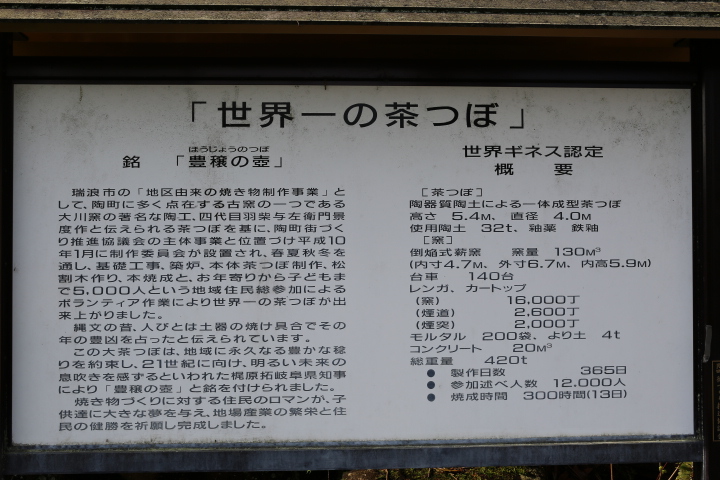 「世界一の茶つぼ」
はうじょうのつぼ
銘 「豊穣の壺」
瑞浪市の「地区由来の焼き物制作事業」と
して、陶町に多く点在する古窯の一つである
大川窯の著名な陶工、四代目羽柴与左衛門景
度作と伝えられる茶つぼを基に、陶町街づく
り推進協議会の主体事業と位置づけ平成10
年1月に制作委員会が設置され、春夏秋冬を
通し、基礎工事、築炉、本体茶つぼ制作、松
割木作り、本焼成と、お年寄りから子どもま
で5,000人という地域住民総参加による
ボランティア作業により世界一の茶つぼが出
来上がりました。
縄文の昔、人びとは土器の焼け具合でその
年の豊凶を占ったと伝えられています。
この大茶つぼは、地域に永久なる豊かな稔
りを約束し、21世紀に向け、明るい未来の
息吹きを感ずるといわれた梶原拓岐阜県知事
により「豊穣の壺」と銘を付けられました。
焼き物づくりに対する住民のロマンが、子
供達に大きな夢を与え、地場産業の繁栄と住
民の健勝を祈願し完成しました。
世界ギネス認定
概 要
[茶つぼ]
陶器質陶土による一体成型茶つぼ
高さ 5.4M、直径 4.0M
使用陶土 32t、釉薬 鉄釉
[窯]
倒焔式薪窯 窯量 130M³
(内寸4.7M、外寸6.7M、内高5.9M)
台車 140台
レンガ、カートップ
(窯) 16,000丁
(煙道) 2,600丁
(煙突) 2,000丁
モルタル 200袋、より土 4t
コンクリート 20M³
総重量 420t
● 製作日数 365日
● 参加述べ人数 12,000人
● 焼成時間 300時間(13日)